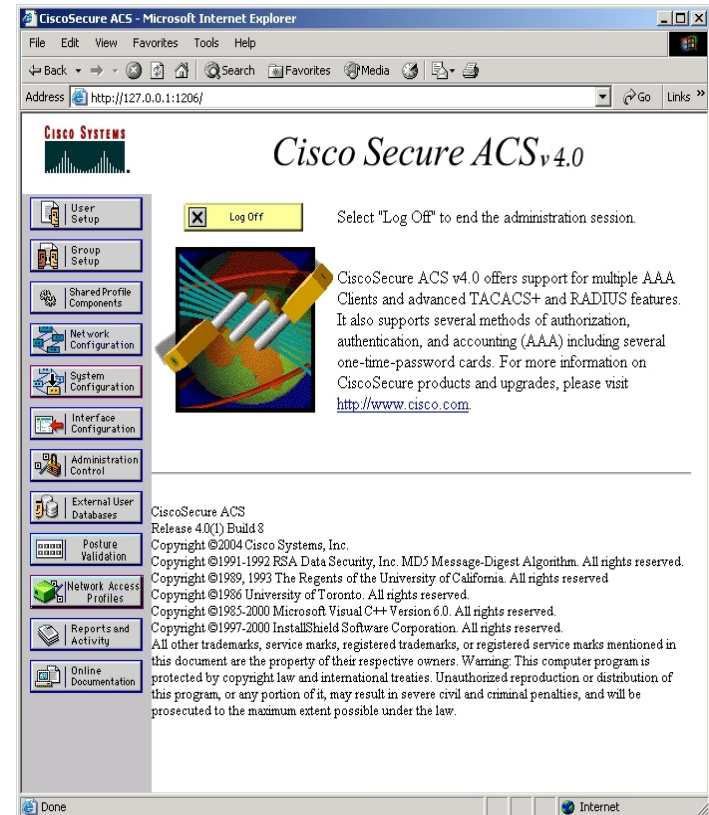 CiscoSecure ACS - Microsoft Internet Explorer
File Edit View Favorites Tools Help
Back Search Favorites Media
Address http://127.0.0.1:1206/ Go Links »
CISCO SYSTEMS
Cisco Secure ACS v 4.0
User
Setup
Group
Setup
Shared Profile
Components
Network
Configuration
System
Configuration
Interface
Configuration
Administration
Control
External User
Databases
Posture
Validation
Network Access
Profiles
Reports and
Activity
Online
Documentation
Log Off
Select "Log Off" to end the administration session.
CiscoSecure ACS v4.0 offers support for multiple AAA
Clients and advanced TACACS+ and RADIUS features.
It also supports several methods of authorization,
authentication, and accounting (AAA) including several
one-time-password cards. For more information on
CiscoSecure products and upgrades, please visit
http://www.cisco.com.
CiscoSecure ACS
Release 4.0(1) Build 8
Copyright ©2004 Cisco Systems, Inc.
Copyright ©1991-1992 RSA Data Security, Inc. MD5 Message-Digest Algorithm. All rights reserved.
Copyright ©1989, 1993 The Regents of the University of California. All rights reserved
Copyright ©1986 University of Toronto. All rights reserved.
Copyright ©1985-2000 Microsoft Visual C++ Version 6.0. All rights reserved.
Copyright ©1997-2000 InstallShield Software Corporation. All rights reserved.
All other trademarks, service marks, registered trademarks, or registered service marks mentioned in
this document are the property of their respective owners. Warning: This computer program is
protected by copyright law and international treaties. Unauthorized reproduction or distribution of
this program, or any portion of it, may result in severe civil and criminal penalties, and will be
prosecuted to the maximum extent possible under the law.
Done Internet